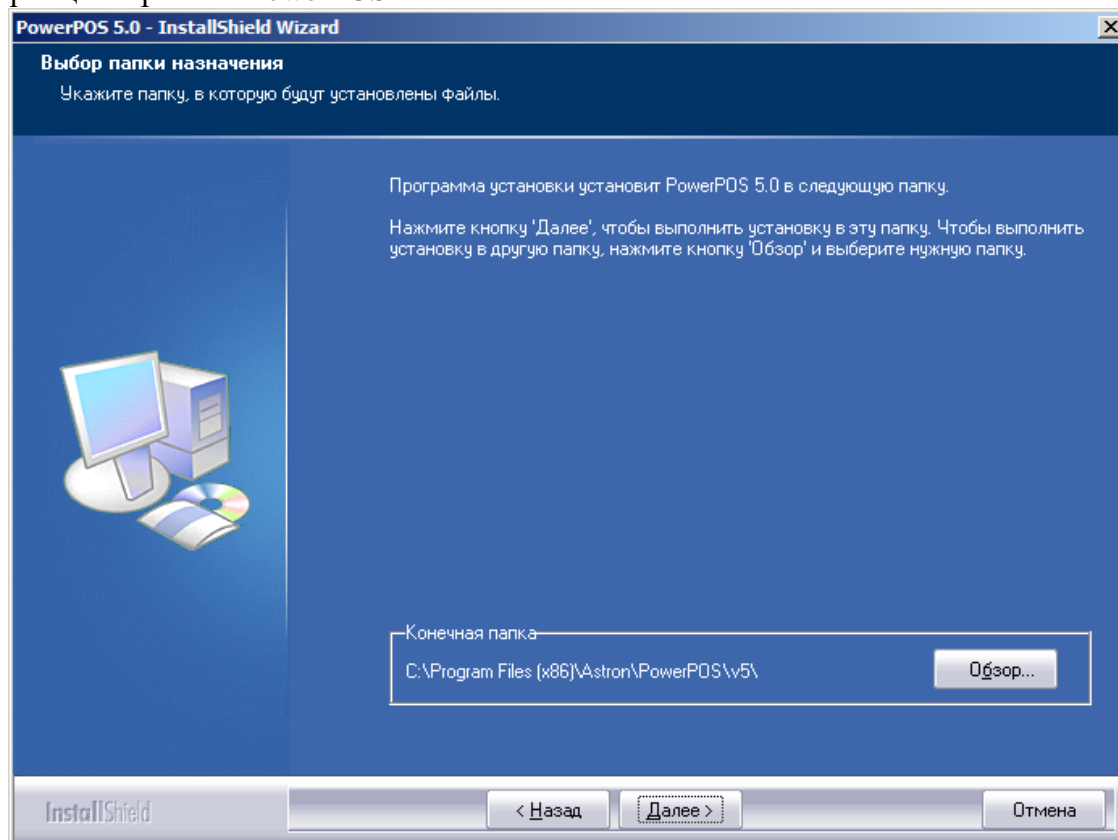 PowerPOS 5.0 - InstallShield Wizard
Выбор папки назначения
Укажите папку, в которую будут установлены файлы.
Программа установки установит PowerPOS 5.0 в следующую папку.
Нажмите кнопку 'Далее', чтобы выполнить установку в эту папку. Чтобы выполнить
установку в другую папку, нажмите кнопку 'Обзор' и выберите нужную папку.
Конечная папка
C:\Program Files (x86)\Astron\PowerPOS\v5\
Обзор...
InstallShield
< Назад
Далее >
Отмена